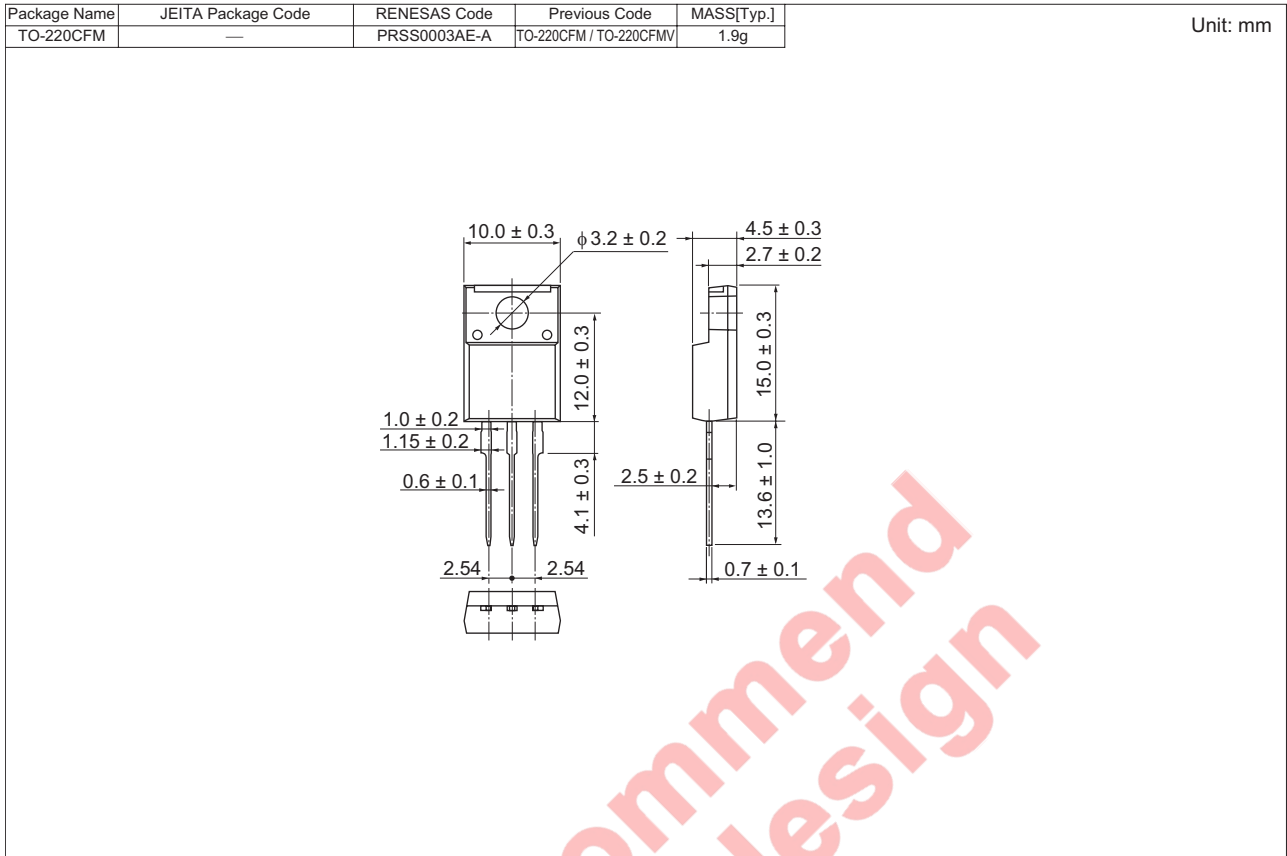 Package Name JEITA Package Code RENESAS Code Previous Code MASS[Typ.]
TO-220CFM — PRSS0003AE-A TO-220CFM / TO-220CFMV 1.9g
Unit: mm
10.0 ± 0.3
ϕ 3.2 ± 0.2
4.5 ± 0.3
2.7 ± 0.2
12.0 ± 0.3
15.0 ± 0.3
1.0 ± 0.2
1.15 ± 0.2
0.6 ± 0.1
4.1 ± 0.3
2.5 ± 0.2
13.6 ± 1.0
2.54 2.54
0.7 ± 0.1
ommend
design